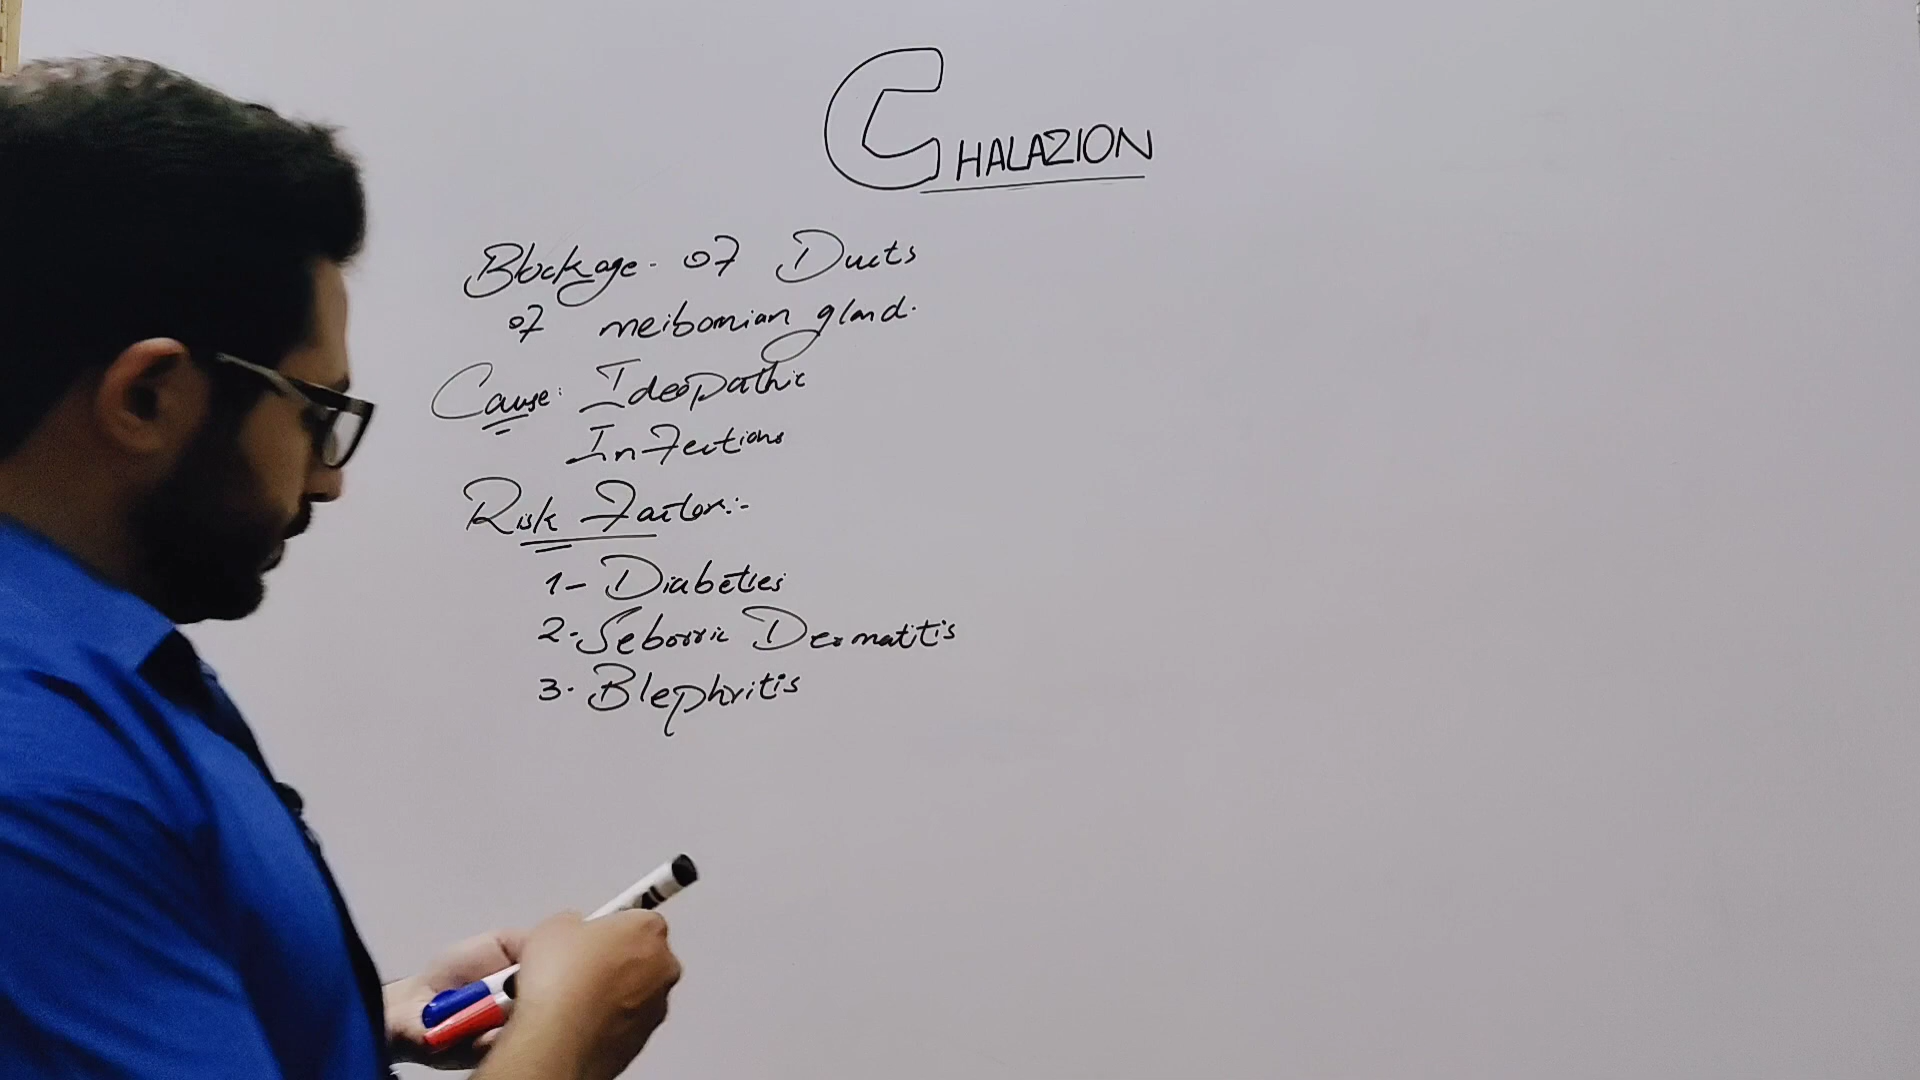 CHALAZION
Blockage of Ducts
of meibomian gland.
Cause: Ideopathic
Infections
Risk Factor:-
1- Diabeties
2- Seborric Dermatitis
3. Blephritis